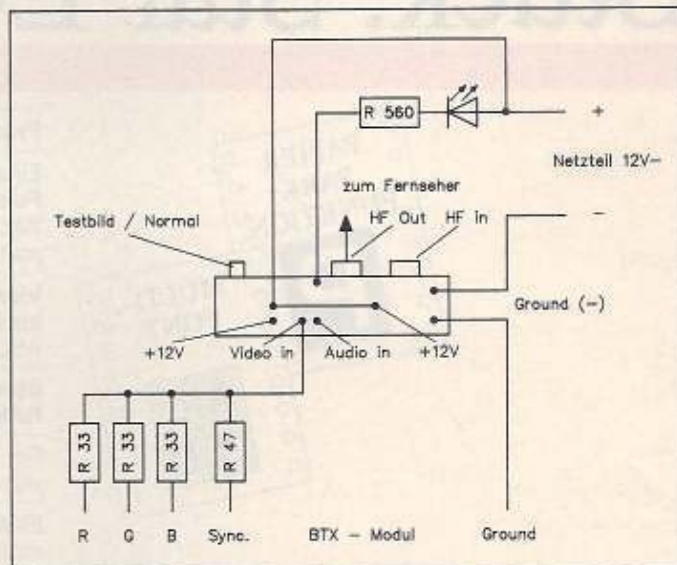 R 560
+
Netzteil 12V-
zum Fernseher
-
Testbild / Normal
HF Out HF in
Ground (-)
+12V Video in Audio in +12V
R 33 R 33 R 33 R 47
R G B Sync. BTX - Modul Ground